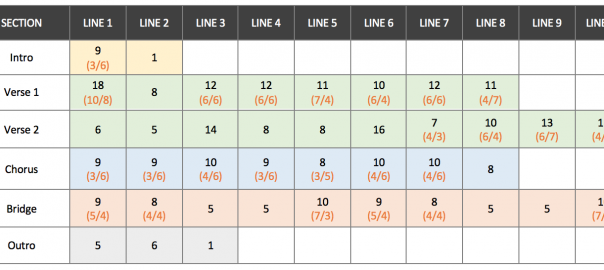 SECTION LINE 1 LINE 2 LINE 3 LINE 4 LINE 5 LINE 6 LINE 7 LINE 8 LINE 9
Intro 9 (3/6) 1
Verse 1 18 (10/8) 8 12 (6/6) 12 (6/6) 11 (7/4) 10 (6/4) 12 (6/6) 11 (4/7)
Verse 2 6 5 14 8 8 16 7 (4/3) 10 (6/4) 13 (6/7)
Chorus 9 (3/6) 9 (3/6) 10 (4/6) 9 (3/6) 8 (3/5) 10 (4/6) 10 (4/6) 8
Bridge 9 (5/4) 8 (4/4) 5 5 10 (7/3) 9 (5/4) 8 (4/4) 5 5
Outro 5 6 1